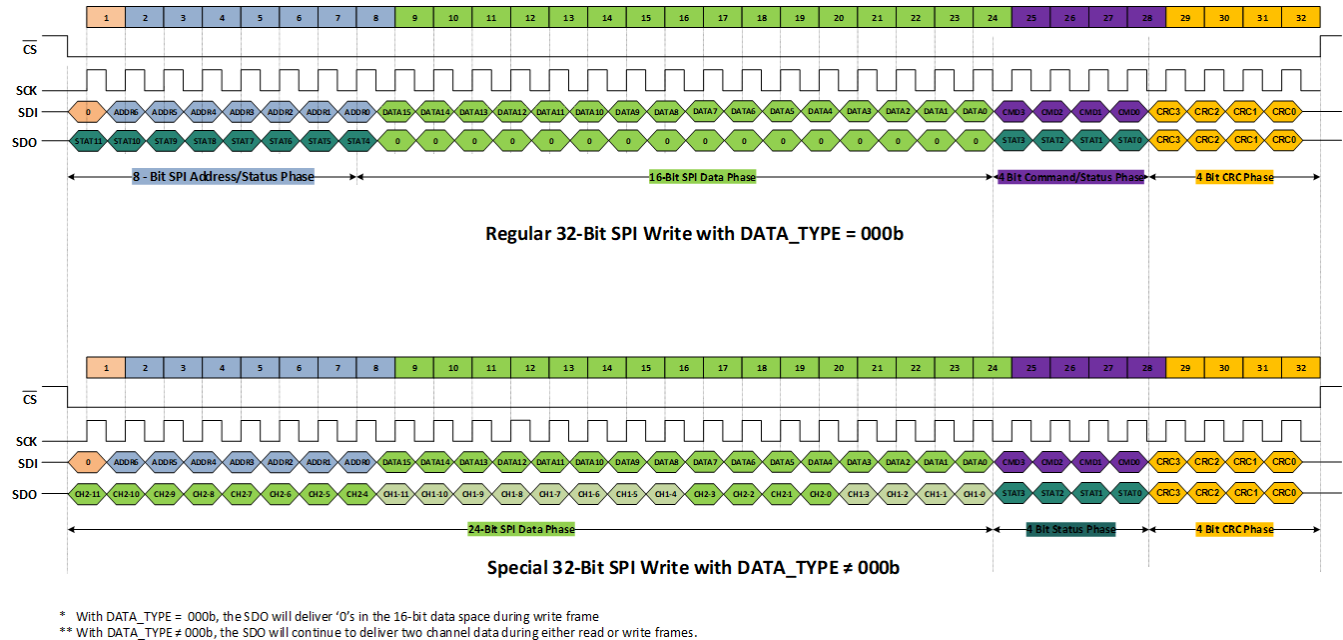 1 2 3 4 5 6 7 8 9 10 11 12 13 14 15 16 17 18 19 20 21 22 23 24 25 26 27 28 29 30 31 32
CS
SCK
SDI 0 ADDR6 ADDR5 ADDR4 ADDR3 ADDR2 ADDR1 ADDR0 DATA15 DATA14 DATA13 DATA12 DATA11 DATA10 DATA9 DATA8 DATA7 DATA6 DATA5 DATA4 DATA3 DATA2 DATA1 DATA0 CMD3 CMD2 CMD1 CMD0 CRC3 CRC2 CRC1 CRC0
SDO STAT11 STAT10 STAT9 STAT8 STAT7 STAT6 STAT5 STAT4 0 0 0 0 0 0 0 0 0 0 0 0 0 0 0 0 STAT3 STAT2 STAT1 STAT0 CRC3 CRC2 CRC1 CRC0
8 - Bit SPI Address/Status Phase 16-Bit SPI Data Phase 4 Bit Command/Status Phase 4 Bit CRC Phase
Regular 32-Bit SPI Write with DATA_TYPE = 000b
1 2 3 4 5 6 7 8 9 10 11 12 13 14 15 16 17 18 19 20 21 22 23 24 25 26 27 28 29 30 31 32
CS
SCK
SDI 0 ADDR6 ADDR5 ADDR4 ADDR3 ADDR2 ADDR1 ADDR0 DATA15 DATA14 DATA13 DATA12 DATA11 DATA10 DATA9 DATA8 DATA7 DATA6 DATA5 DATA4 DATA3 DATA2 DATA1 DATA0 CMD3 CMD2 CMD1 CMD0 CRC3 CRC2 CRC1 CRC0
SDO CH2-11 CH2-10 CH2-9 CH2-8 CH2-7 CH2-6 CH2-5 CH2-4 CH1-11 CH1-10 CH1-9 CH1-8 CH1-7 CH1-6 CH1-5 CH1-4 CH2-3 CH2-2 CH2-1 CH2-0 CH1-3 CH1-2 CH1-1 CH1-0 STAT3 STAT2 STAT1 STAT0 CRC3 CRC2 CRC1 CRC0
24-Bit SPI Data Phase 4 Bit Status Phase 4 Bit CRC Phase
Special 32-Bit SPI Write with DATA_TYPE ≠ 000b
* With DATA_TYPE = 000b, the SDO will deliver '0's in the 16-bit data space during write frame
** With DATA_TYPE ≠ 000b, the SDO will continue to deliver two channel data during either read or write frames.